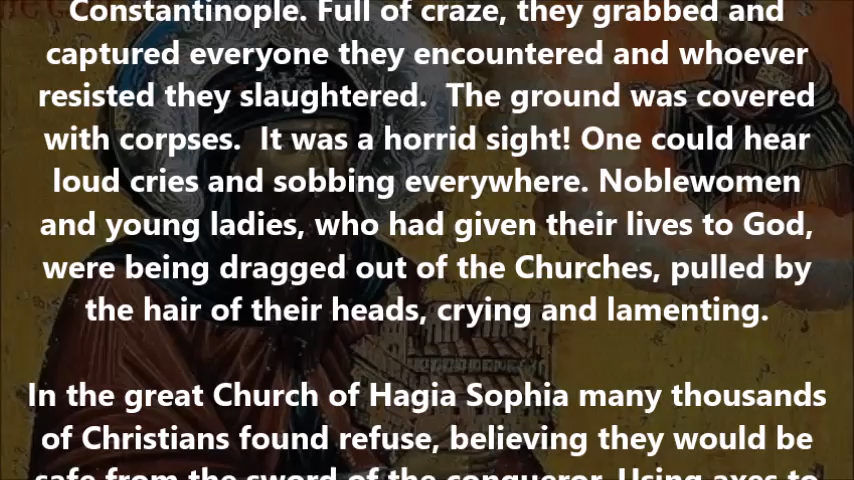 Constantinople. Full of craze, they grabbed and
captured everyone they encountered and whoever
resisted they slaughtered. The ground was covered
with corpses. It was a horrid sight! One could hear
loud cries and sobbing everywhere. Noblewomen
and young ladies, who had given their lives to God,
were being dragged out of the Churches, pulled by
the hair of their heads, crying and lamenting.
In the great Church of Hagia Sophia many thousands
of Christians found refuse, believing they would be
safe from the sword of the conqueror. Using axes to